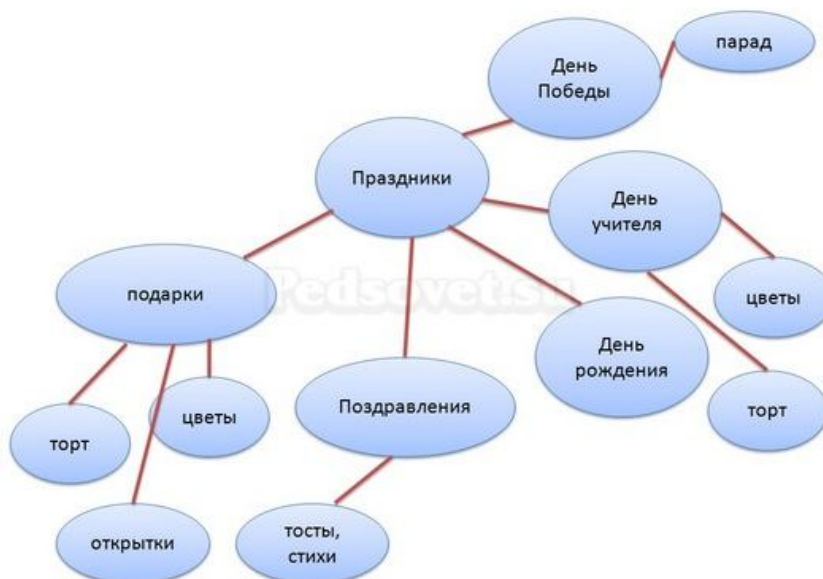 парад
День
Победы
Праздники
День
учителя
подарки
Pedsovet.su
цветы
День
рождения
Поздравления
цветы
торт
торт
открытки
тосты,
стихи